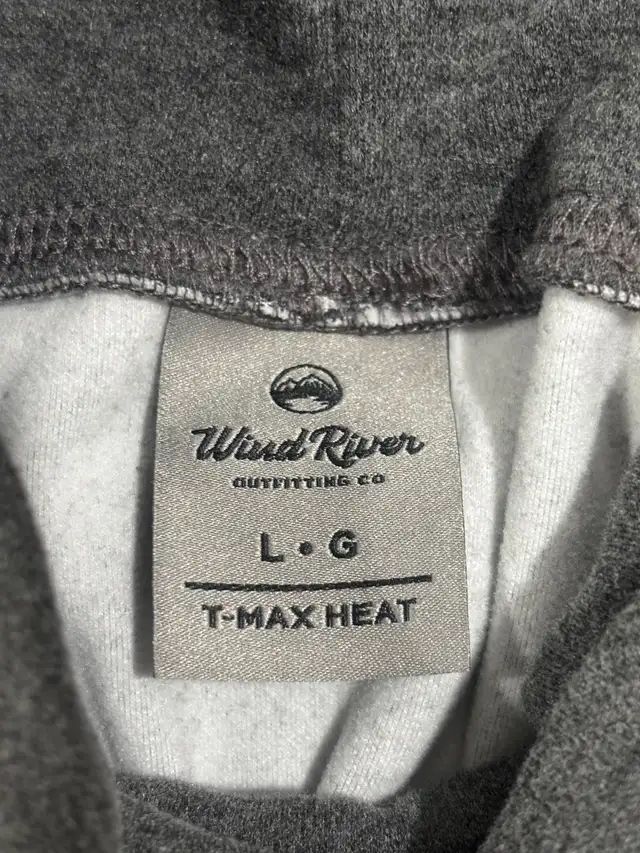 Wind River
OUTFITTING CO
L • G
T-MAX HEAT